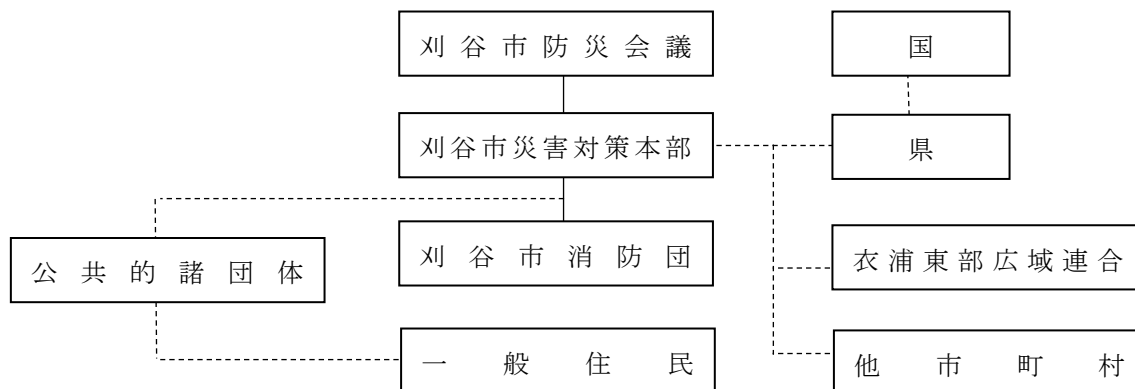 刈谷市防災会議
国
刈谷市災害対策本部
県
刈谷市消防団
衣浦東部広域連合
公共的諸団体
一般住民
他市町村